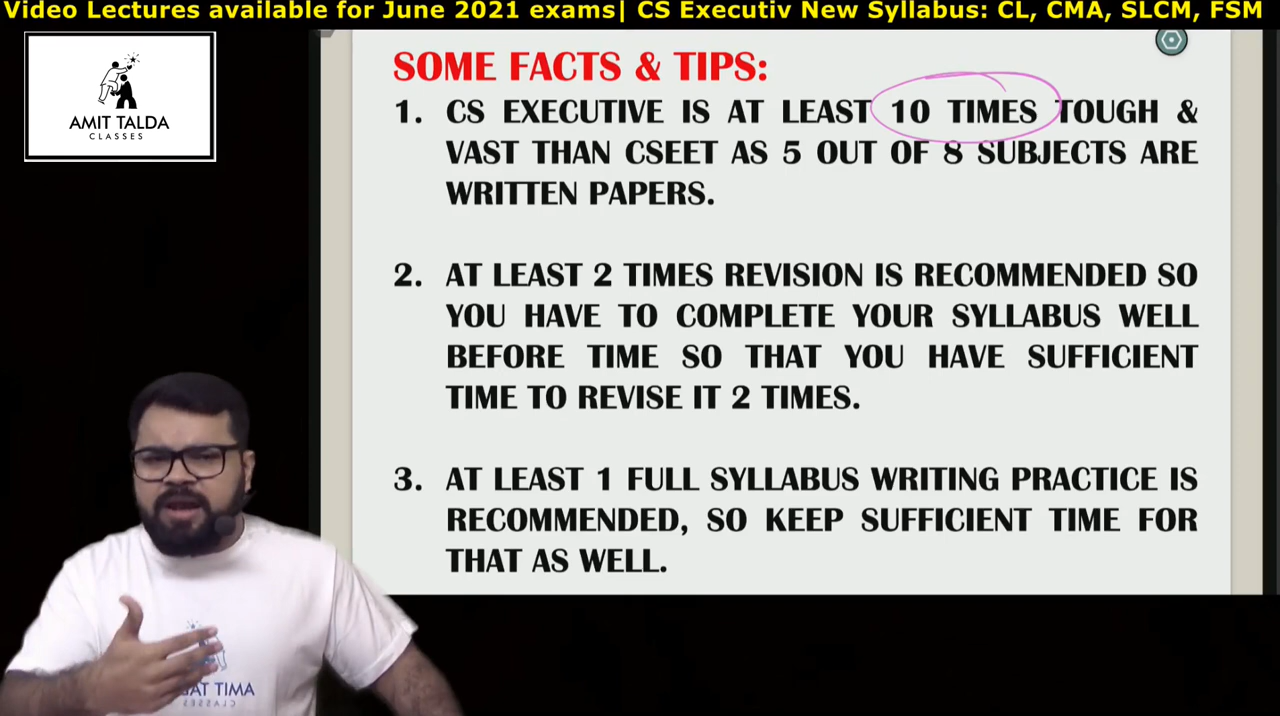 Video Lectures available for June 2021 exams| CS Executiv New Syllabus: CL, CMA, SLCM, FSM
AMIT TALDA
CLASSES
SOME FACTS & TIPS:
1. CS EXECUTIVE IS AT LEAST 10 TIMES TOUGH &
VAST THAN CSEET AS 5 OUT OF 8 SUBJECTS ARE
WRITTEN PAPERS.
2. AT LEAST 2 TIMES REVISION IS RECOMMENDED SO
YOU HAVE TO COMPLETE YOUR SYLLABUS WELL
BEFORE TIME SO THAT YOU HAVE SUFFICIENT
TIME TO REVISE IT 2 TIMES.
3. AT LEAST 1 FULL SYLLABUS WRITING PRACTICE IS
RECOMMENDED, SO KEEP SUFFICIENT TIME FOR
THAT AS WELL.
AMIT TAL
CLASSES